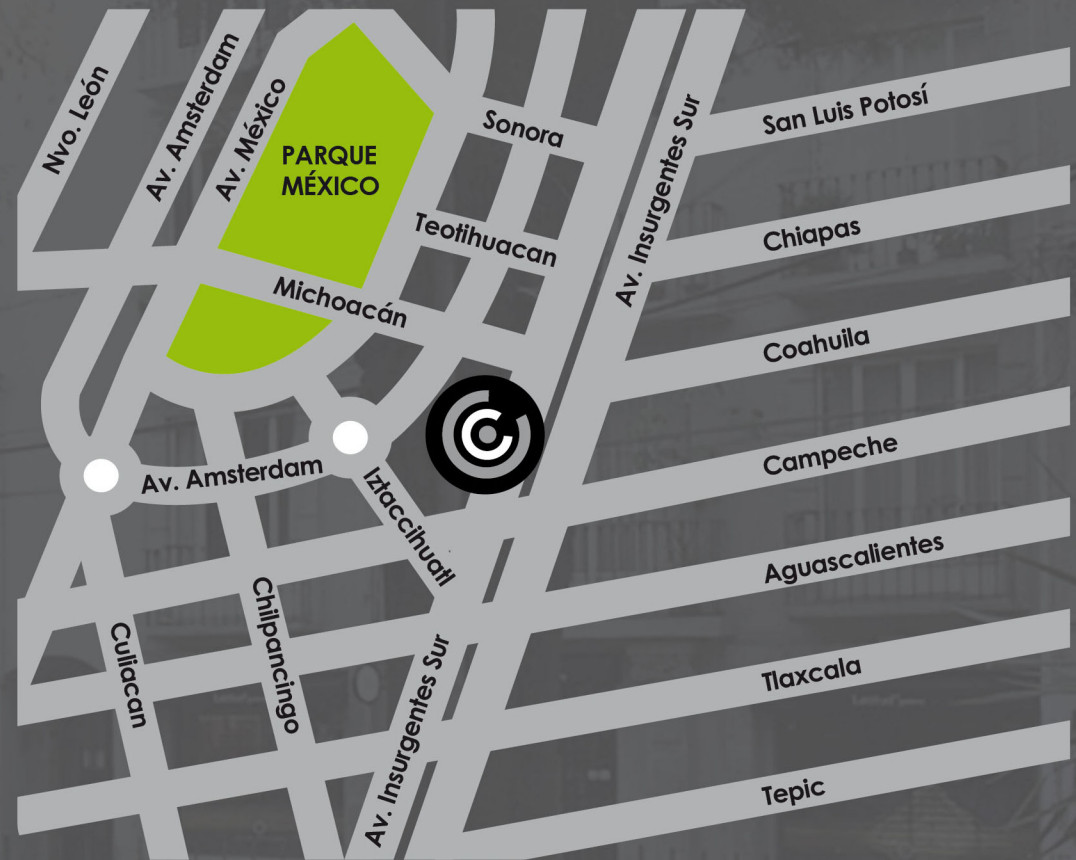 Nvo. León
Av. Amsterdam
Av. México
PARQUE
MÉXICO
Sonora
Teotihuacan
Michoacán
Av. Insurgentes Sur
San Luis Potosí
Chiapas
Coahuila
Campeche
Aguascalientes
Tlaxcala
Tepic
Av. Amsterdam
Iztaccihuatl
Chilpancingo
Culiacan
Av. Insurgentes Sur